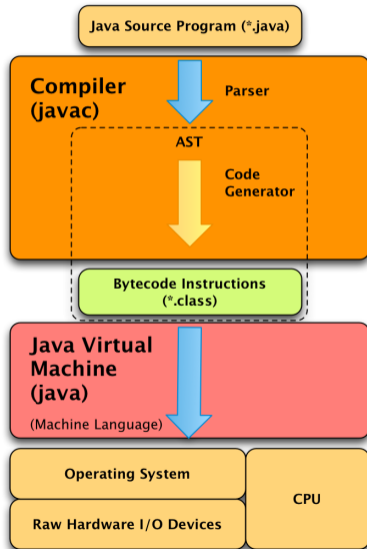 Java Source Program (*.java)
Compiler
(javac)
Parser
AST
Code
Generator
Bytecode Instructions
(*.class)
Java Virtual
Machine
(java)
(Machine Language)
Operating System
CPU
Raw Hardware I/O Devices